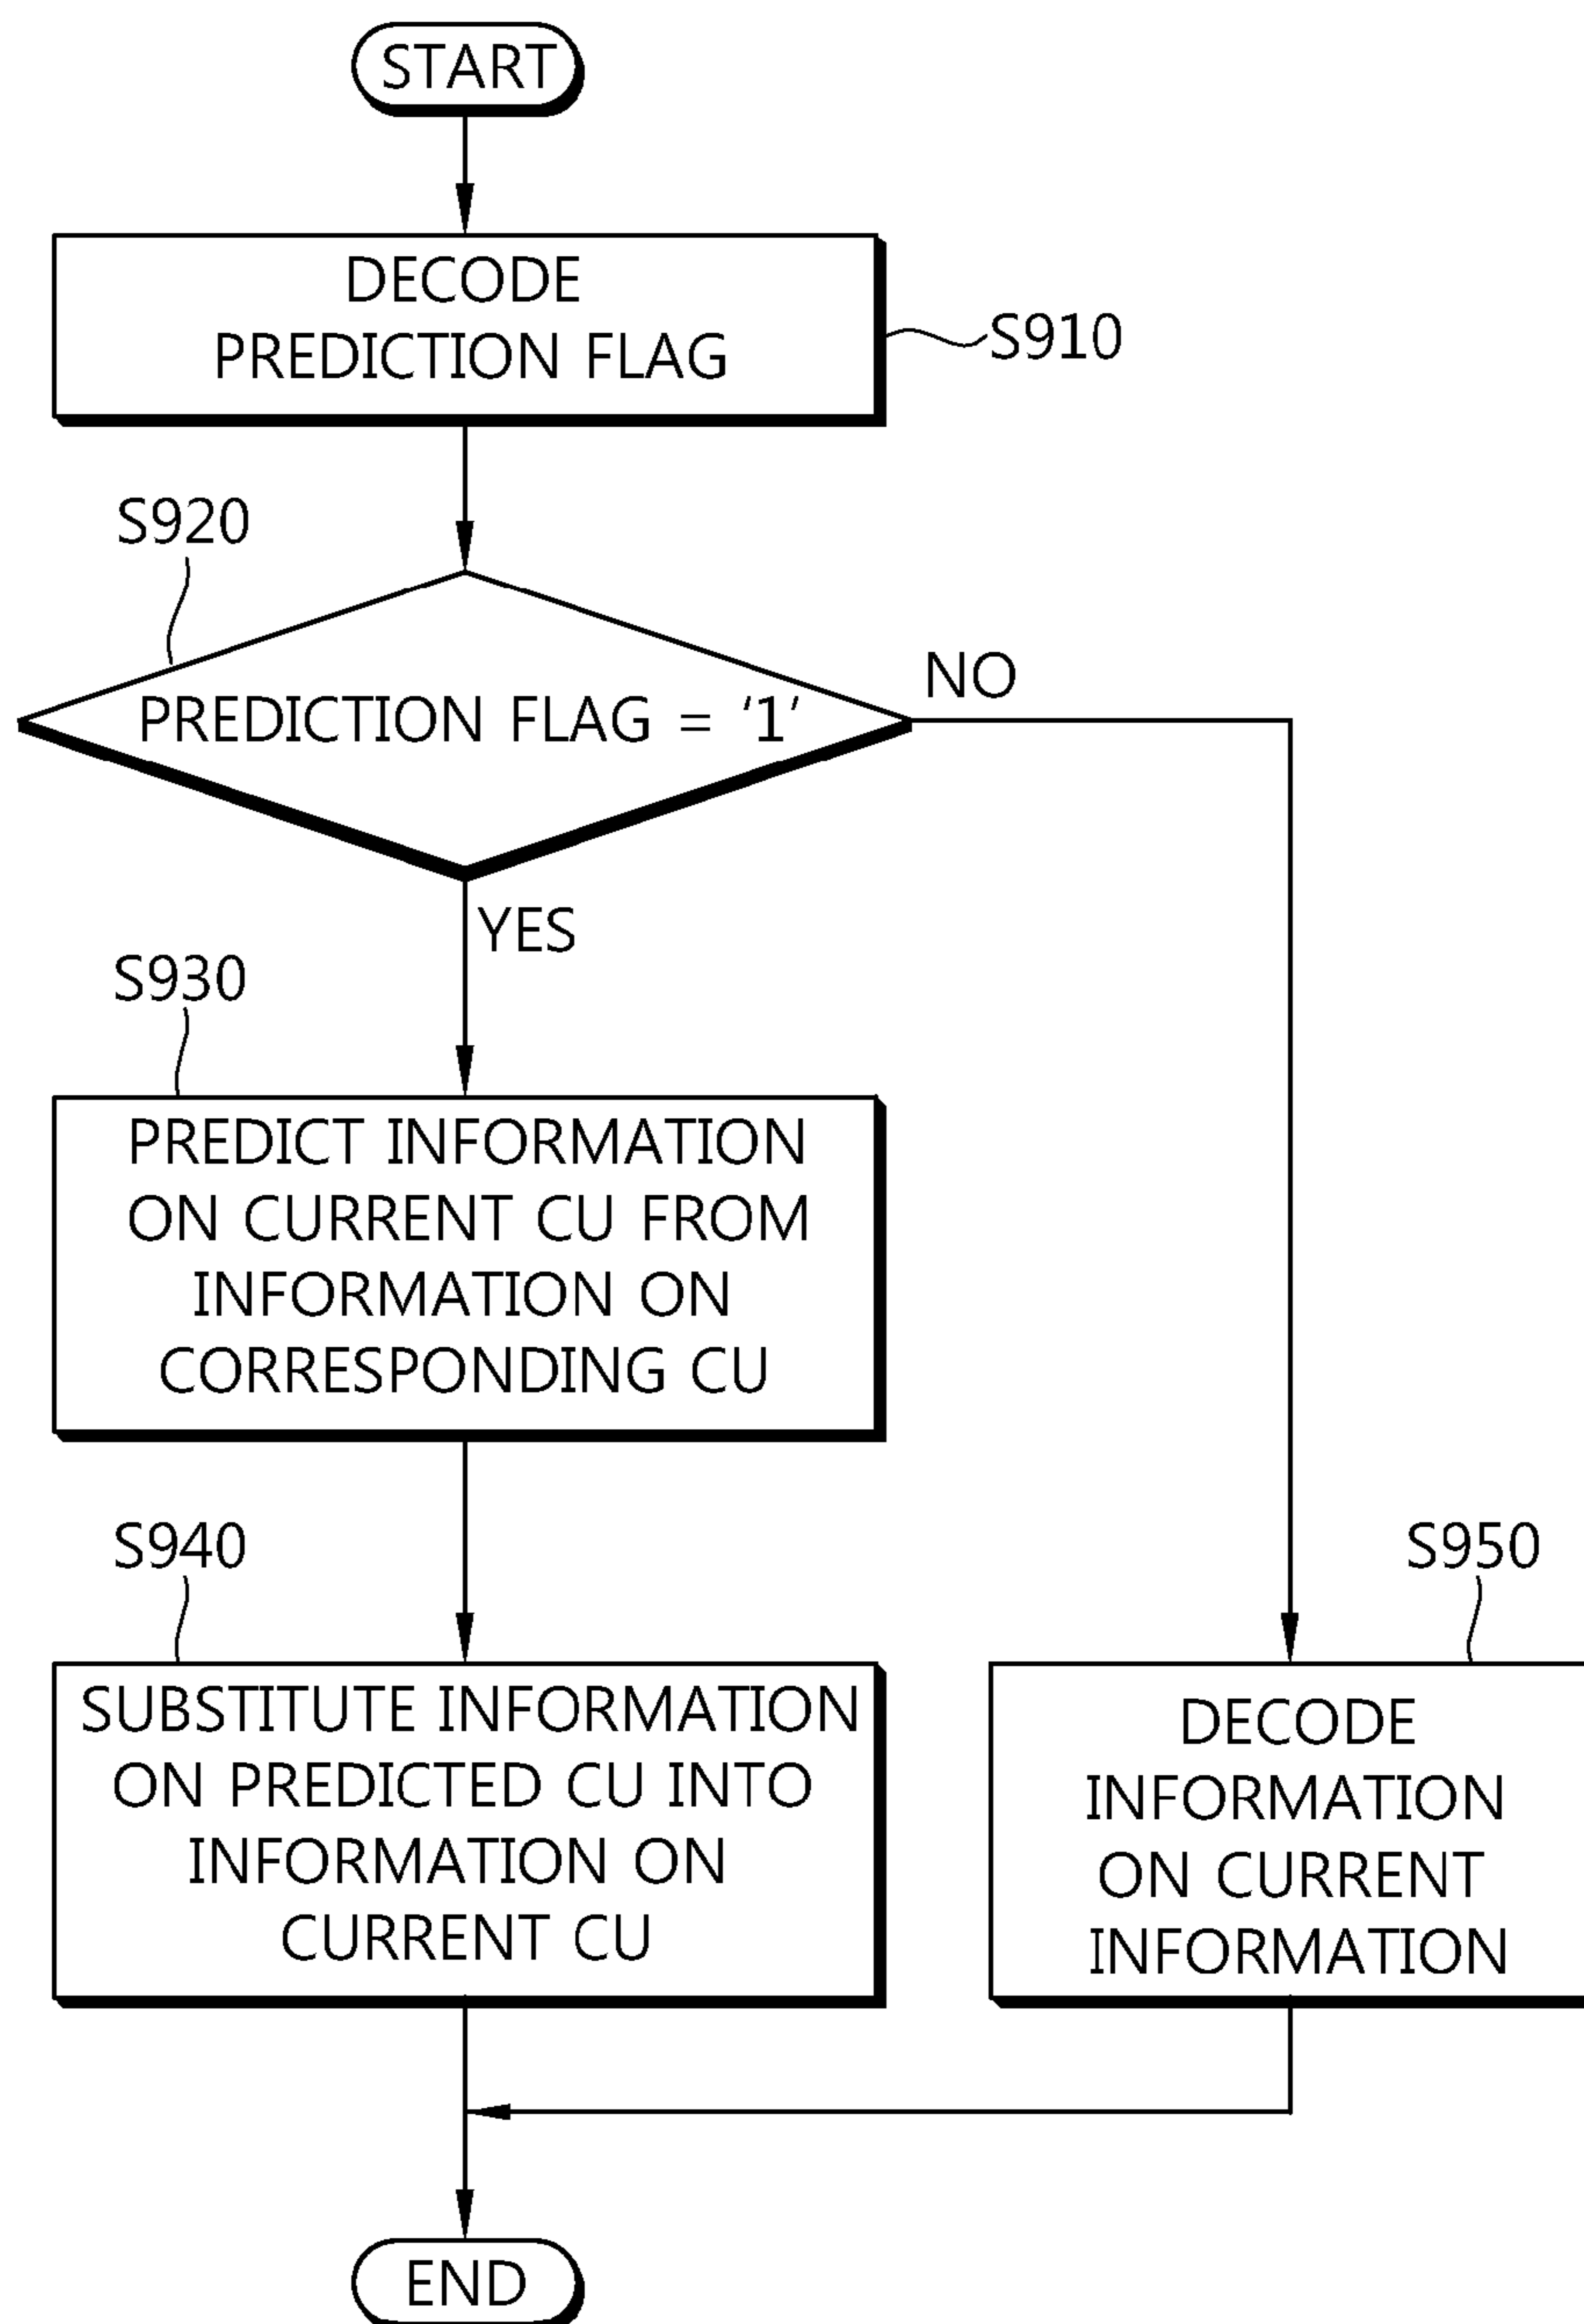 START
DECODE
PREDICTION FLAG
S910
S920
PREDICTION FLAG = ‘1’
NO
YES
S930
PREDICT INFORMATION
ON CURRENT CU FROM
INFORMATION ON
CORRESPONDING CU
S940
SUBSTITUTE INFORMATION
ON PREDICTED CU INTO
INFORMATION ON
CURRENT CU
S950
DECODE
INFORMATION
ON CURRENT
INFORMATION
END